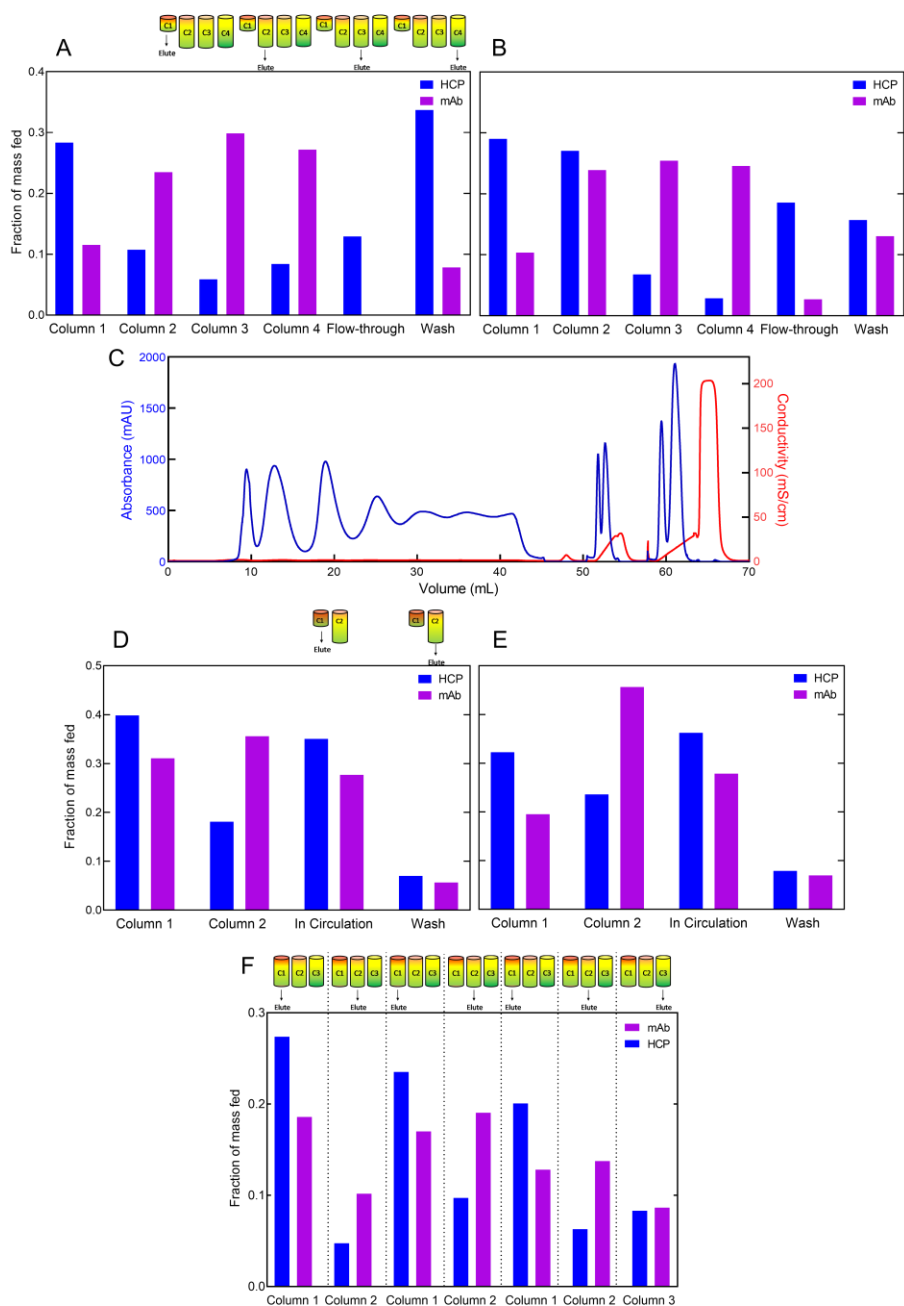 A
C1 C2 C3 C4 C1 C2 C3 C4 C1 C2 C3 C4 C1 C2 C3 C4
Elute Elute Elute Elute
B
Fraction of mass fed
0.4
0.3
0.2
0.1
0.0
HCP
mAb
Column 1 Column 2 Column 3 Column 4 Flow-through Wash
HCP
mAb
Column 1 Column 2 Column 3 Column 4 Flow-through Wash
C
Absorbance (mAU)
2000
1500
1000
500
0
Conductivity (mS/cm)
200
150
100
50
0
0 10 20 30 40 50 60 70
Volume (mL)
D
C1 C2 C1 C2
Elute Elute
E
Fraction of mass fed
0.5
0.4
0.3
0.2
0.1
0.0
HCP
mAb
Column 1 Column 2 In Circulation Wash
HCP
mAb
Column 1 Column 2 In Circulation Wash
F
C1 C2 C3 C1 C2 C3 C1 C2 C3 C1 C2 C3 C1 C2 C3 C1 C2 C3 C1 C2 C3
Elute Elute Elute Elute Elute Elute Elute
Fraction of mass fed
0.3
0.2
0.1
0.0
mAb
HCP
Column 1 Column 2 Column 1 Column 2 Column 1 Column 2 Column 3